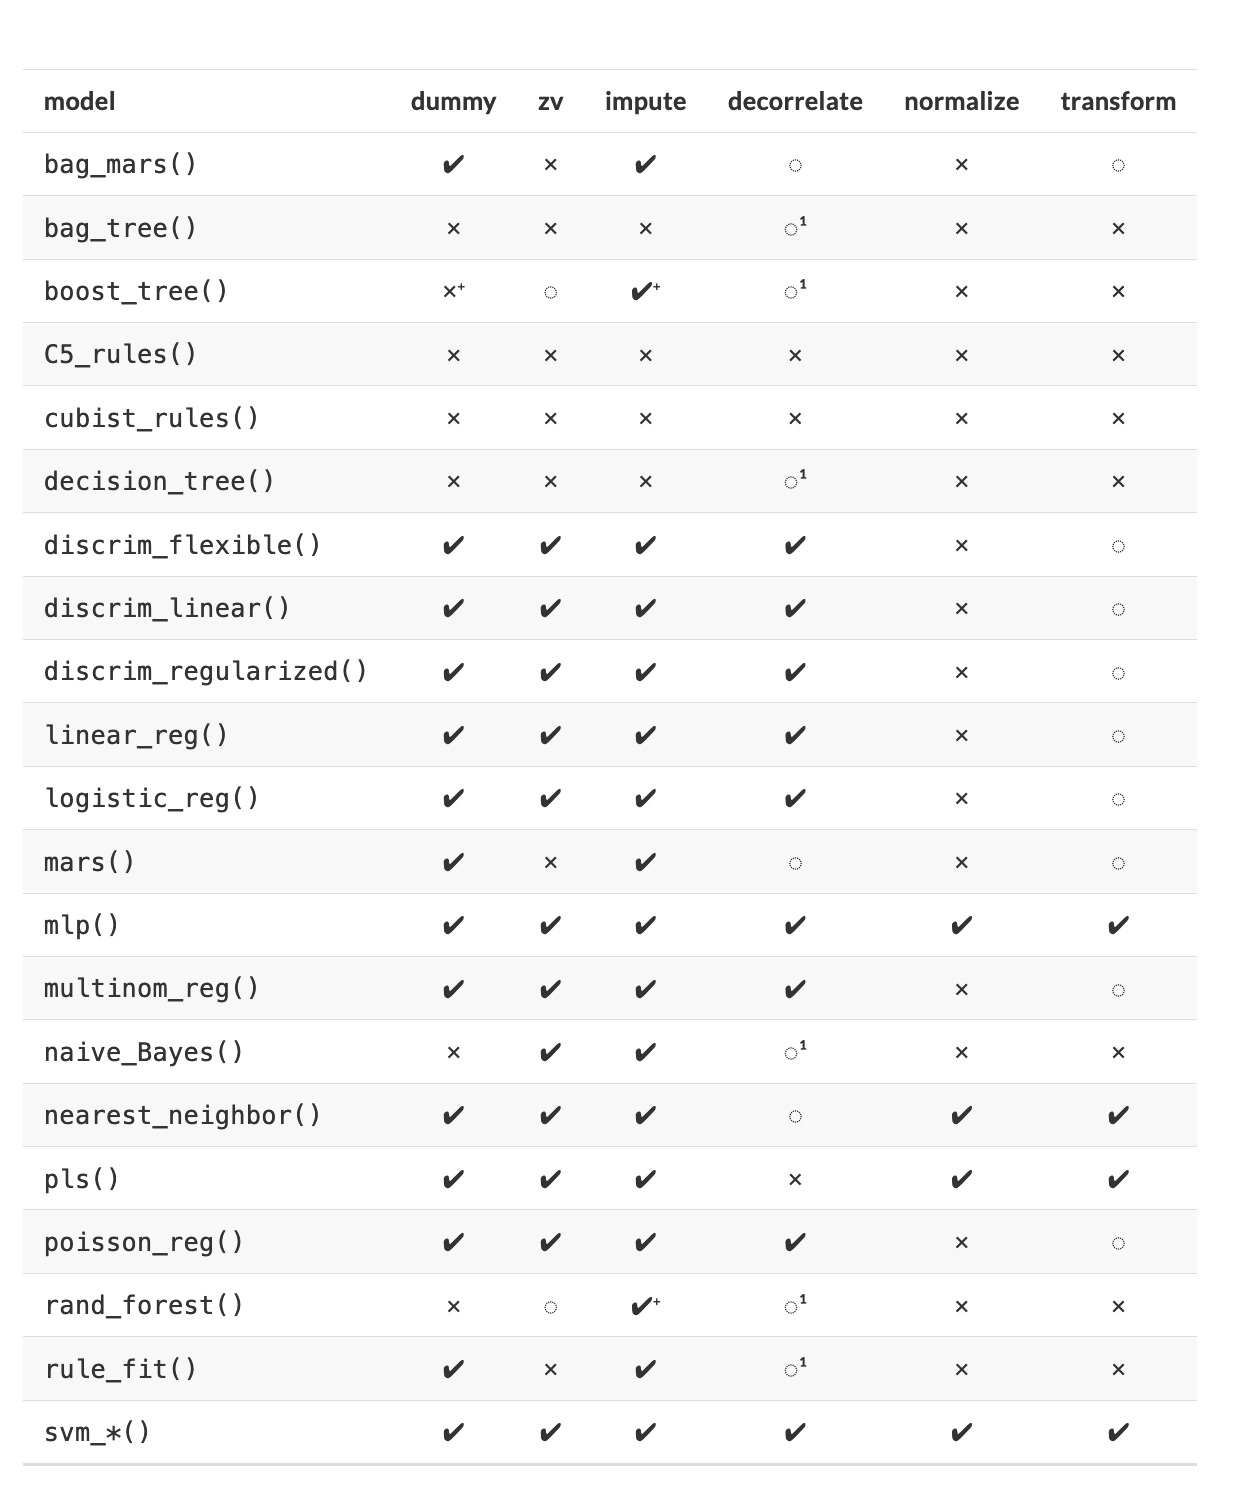 model dummy zv impute decorrelate normalize transform
bag_mars() ✔ × ✔ ◌ × ◌
bag_tree() × × × ◌¹ × ×
boost_tree() ×⁺ ◌ ✔⁺ ◌¹ × ×
C5_rules() × × × × × ×
cubist_rules() × × × × × ×
decision_tree() × × × ◌¹ × ×
discrim_flexible() ✔ ✔ ✔ ✔ × ◌
discrim_linear() ✔ ✔ ✔ ✔ × ◌
discrim_regularized() ✔ ✔ ✔ ✔ × ◌
linear_reg() ✔ ✔ ✔ ✔ × ◌
logistic_reg() ✔ ✔ ✔ ✔ × ◌
mars() ✔ × ✔ ◌ × ◌
mlp() ✔ ✔ ✔ ✔ ✔ ✔
multinom_reg() ✔ ✔ ✔ ✔ × ◌
naive_Bayes() × ✔ ✔ ◌¹ × ×
nearest_neighbor() ✔ ✔ ✔ ◌ ✔ ✔
pls() ✔ ✔ ✔ × ✔ ✔
poisson_reg() ✔ ✔ ✔ ✔ × ◌
rand_forest() × ◌ ✔⁺ ◌¹ × ×
rule_fit() ✔ × ✔ ◌¹ × ×
svm_*() ✔ ✔ ✔ ✔ ✔ ✔